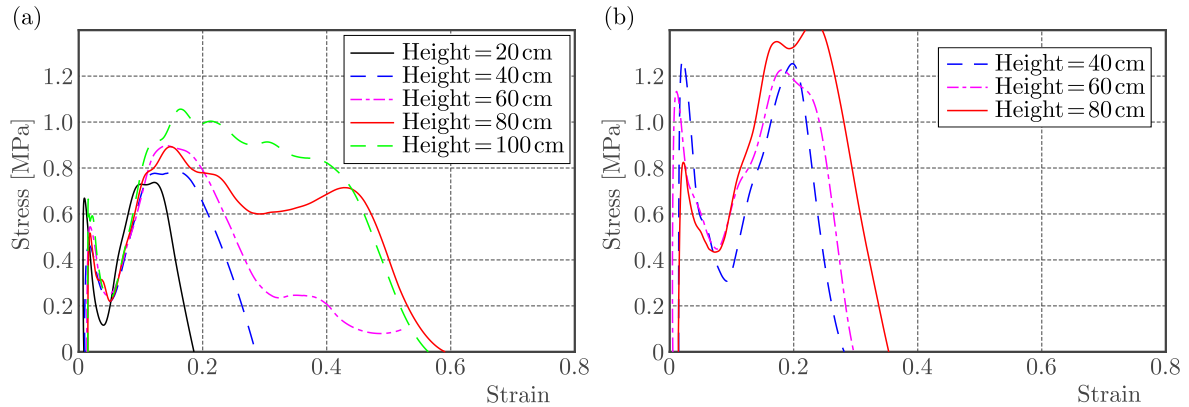 (a)
Stress [MPa]
1.2
1.0
0.8
0.6
0.4
0.2
0
0 0.2 0.4 0.6 0.8
Strain
Height = 20 cm
Height = 40 cm
Height = 60 cm
Height = 80 cm
Height = 100 cm
(b)
Stress [MPa]
1.2
1.0
0.8
0.6
0.4
0.2
0
0 0.2 0.4 0.6 0.8
Strain
Height = 40 cm
Height = 60 cm
Height = 80 cm